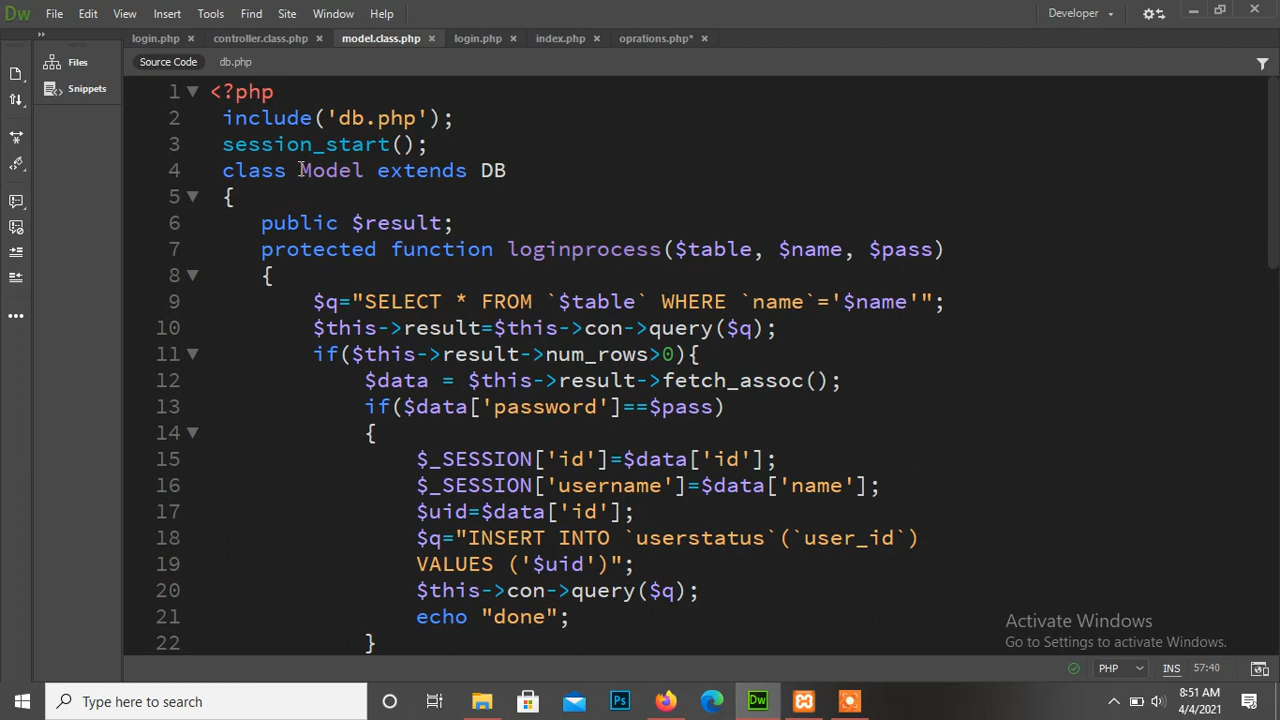 Dw File Edit View Insert Tools Find Site Window Help Developer
login.php controller.class.php model.class.php login.php index.php oprations.php*
Files
Snippets
Source Code db.php
1 <?php
2 include('db.php');
3 session_start();
4 class Model extends DB
5 {
6 public $result;
7 protected function loginprocess($table, $name, $pass)
8 {
9 $q="SELECT * FROM `$table` WHERE `name`='$name'";
10 $this->result=$this->con->query($q);
11 if($this->result->num_rows>0){
12 $data = $this->result->fetch_assoc();
13 if($data['password']==$pass)
14 {
15 $_SESSION['id']=$data['id'];
16 $_SESSION['username']=$data['name'];
17 $uid=$data['id'];
18 $q="INSERT INTO `userstatus`(`user_id`)
19 VALUES ('$uid')";
20 $this->con->query($q);
21 echo "done";
22 }
Activate Windows
Go to Settings to activate Windows.
PHP INS 57:40
Type here to search
Ps Dw
8:51 AM
4/4/2021